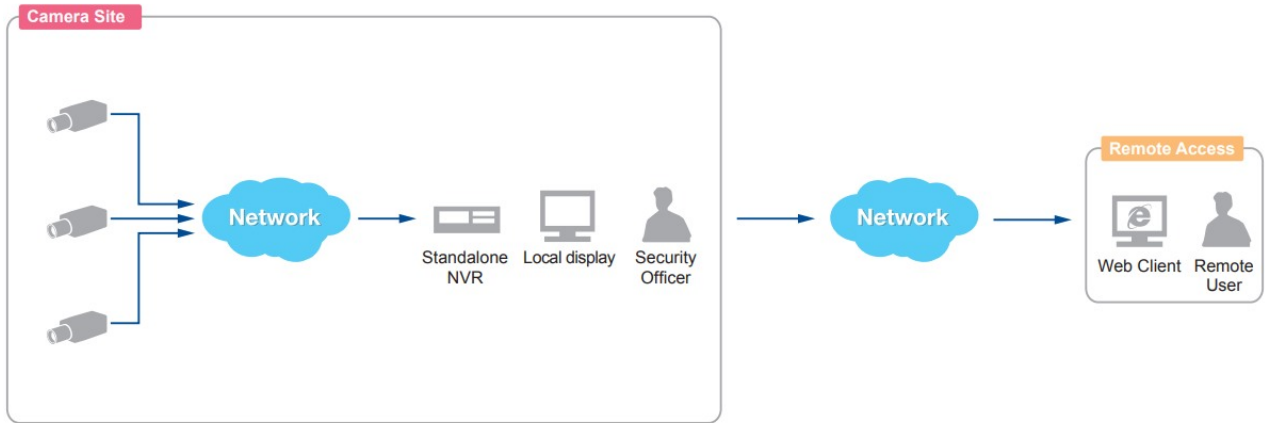 Camera Site
Network
Standalone
NVR
Local display
Security
Officer
Network
Remote Access
Web Client
Remote
User